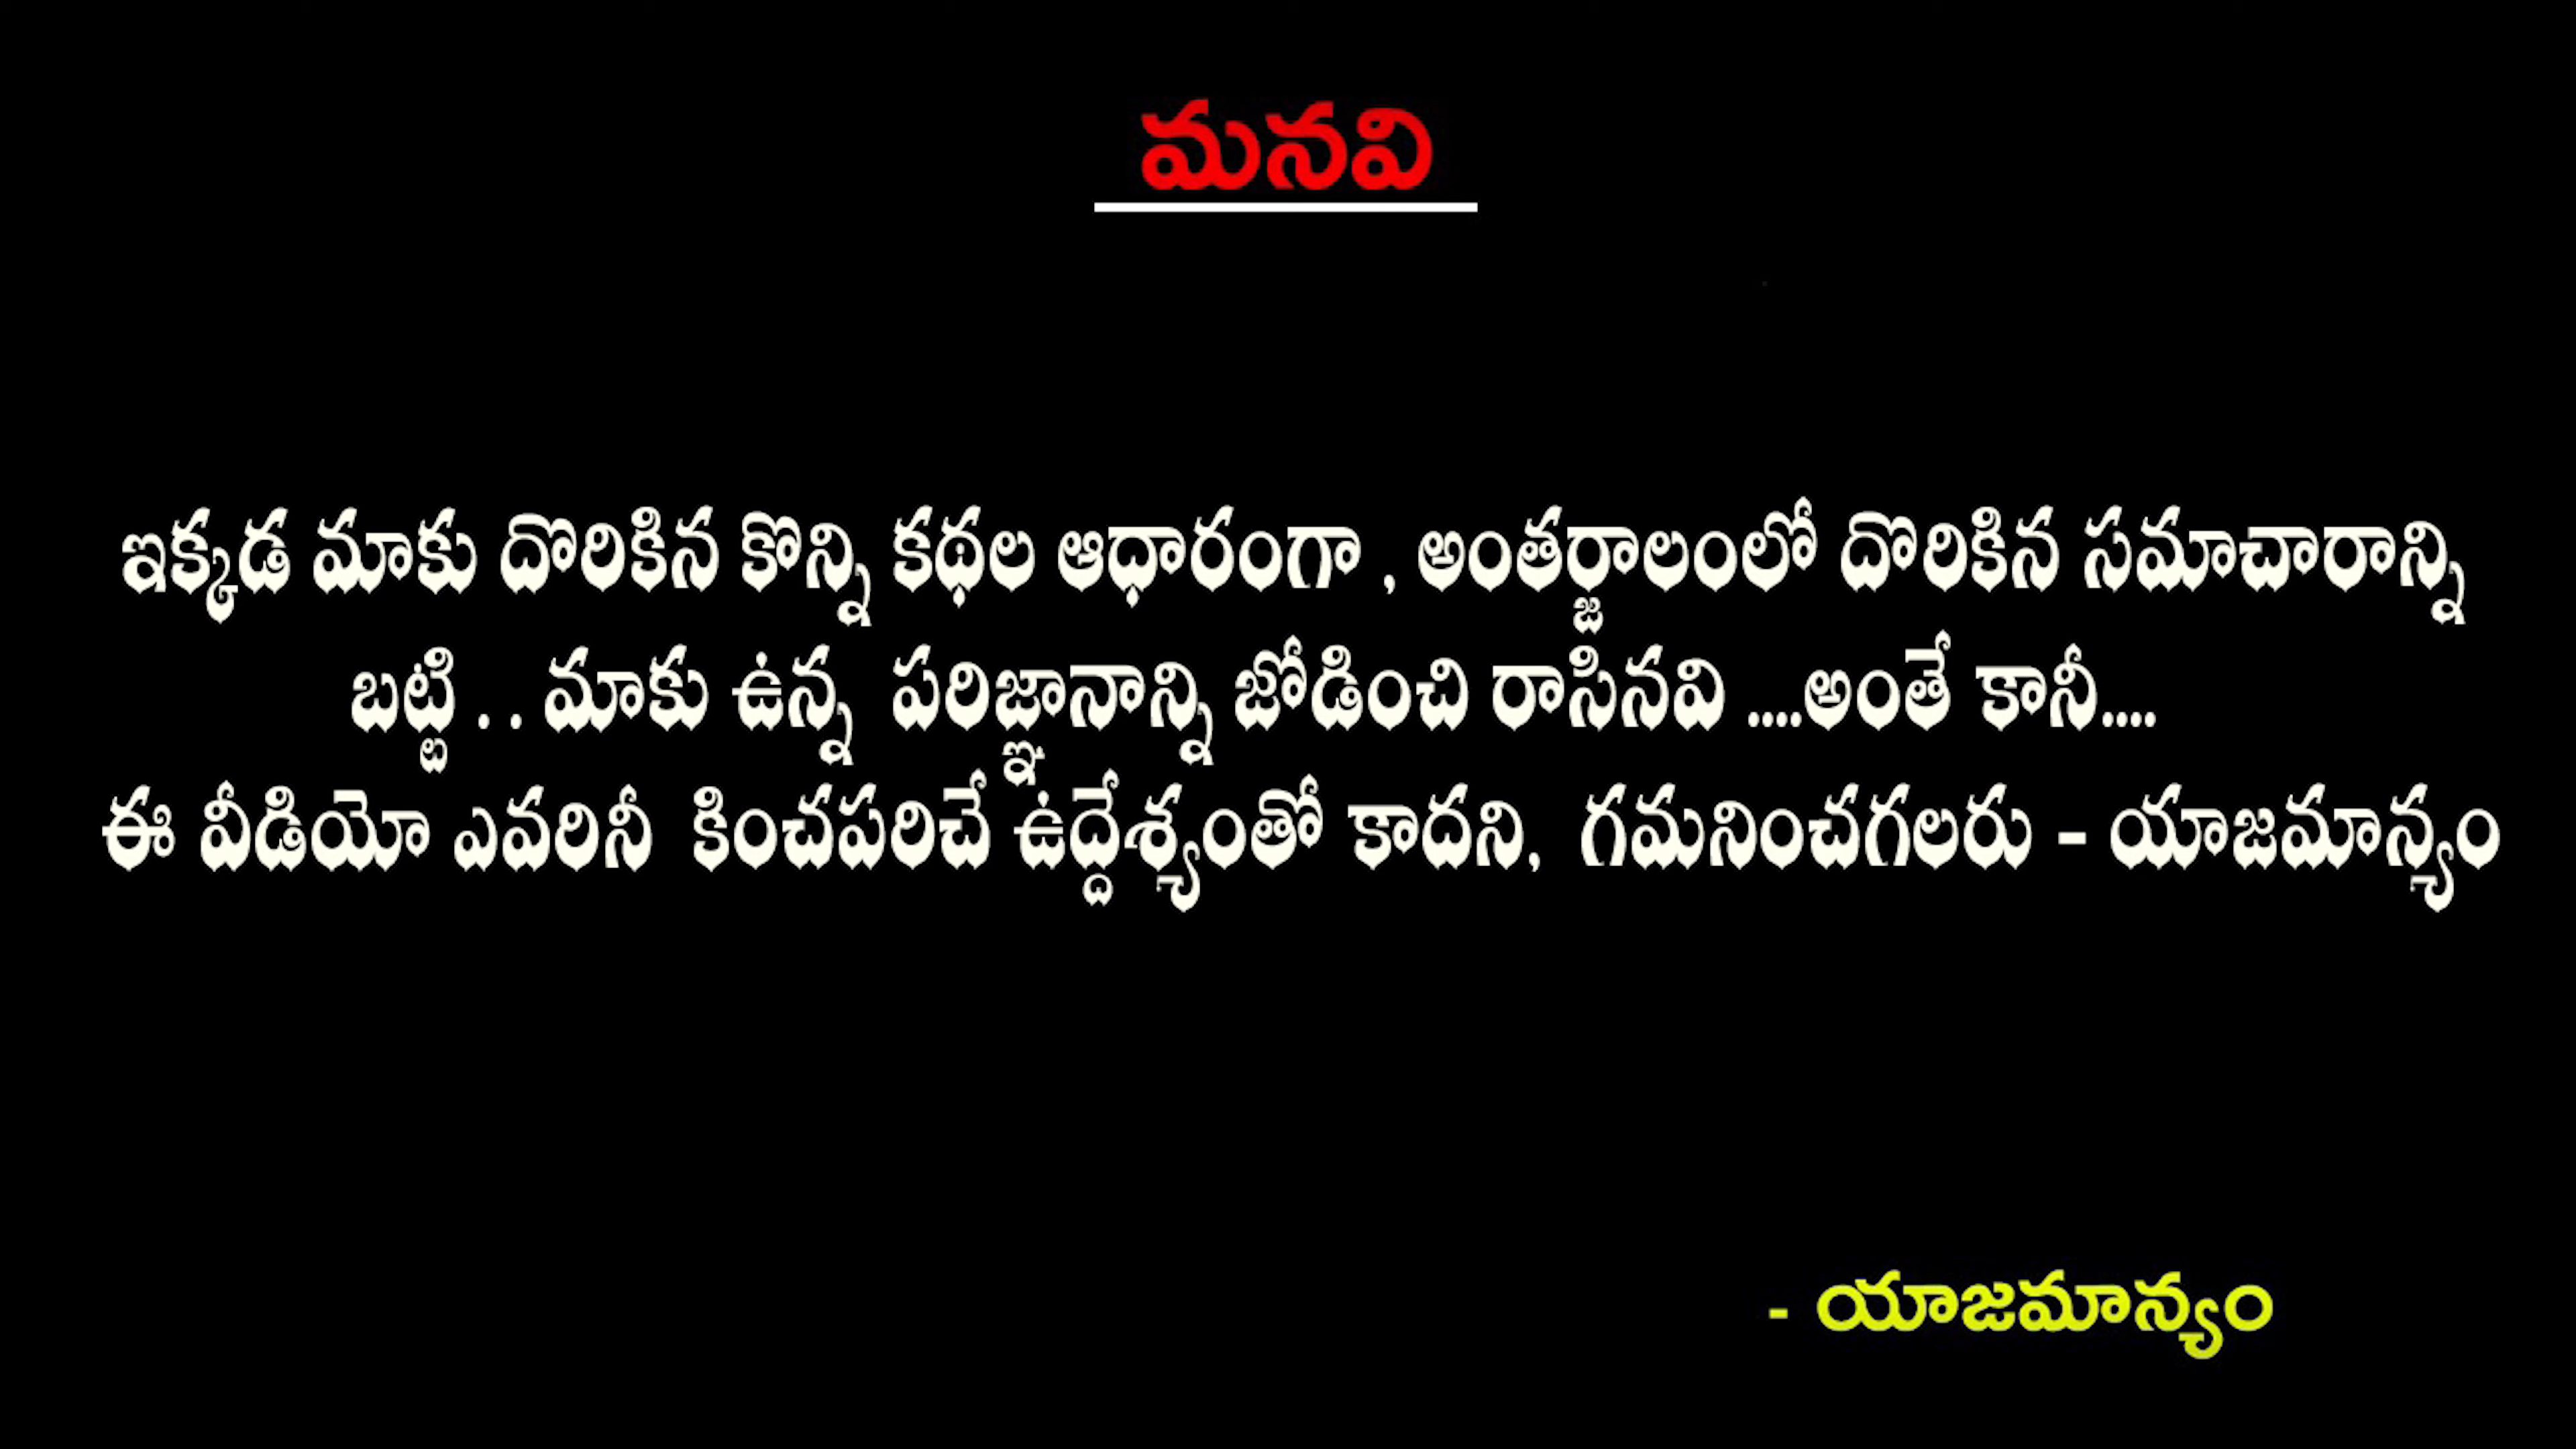 మనవి
ఇక్కడ మాకు దొరికిన కొన్ని కథల ఆధారంగా , అంతర్జాలంలో దొరికిన సమాచారాన్ని
బట్టి . . మాకు ఉన్న పరిజ్ఞానాన్ని జోడించి రాసినవి ....అంతే కానీ....
ఈ వీడియో ఎవరినీ కించపరిచే ఉద్దేశ్యంతో కాదని, గమనించగలరు - యాజమాన్యం
- యాజమాన్యం